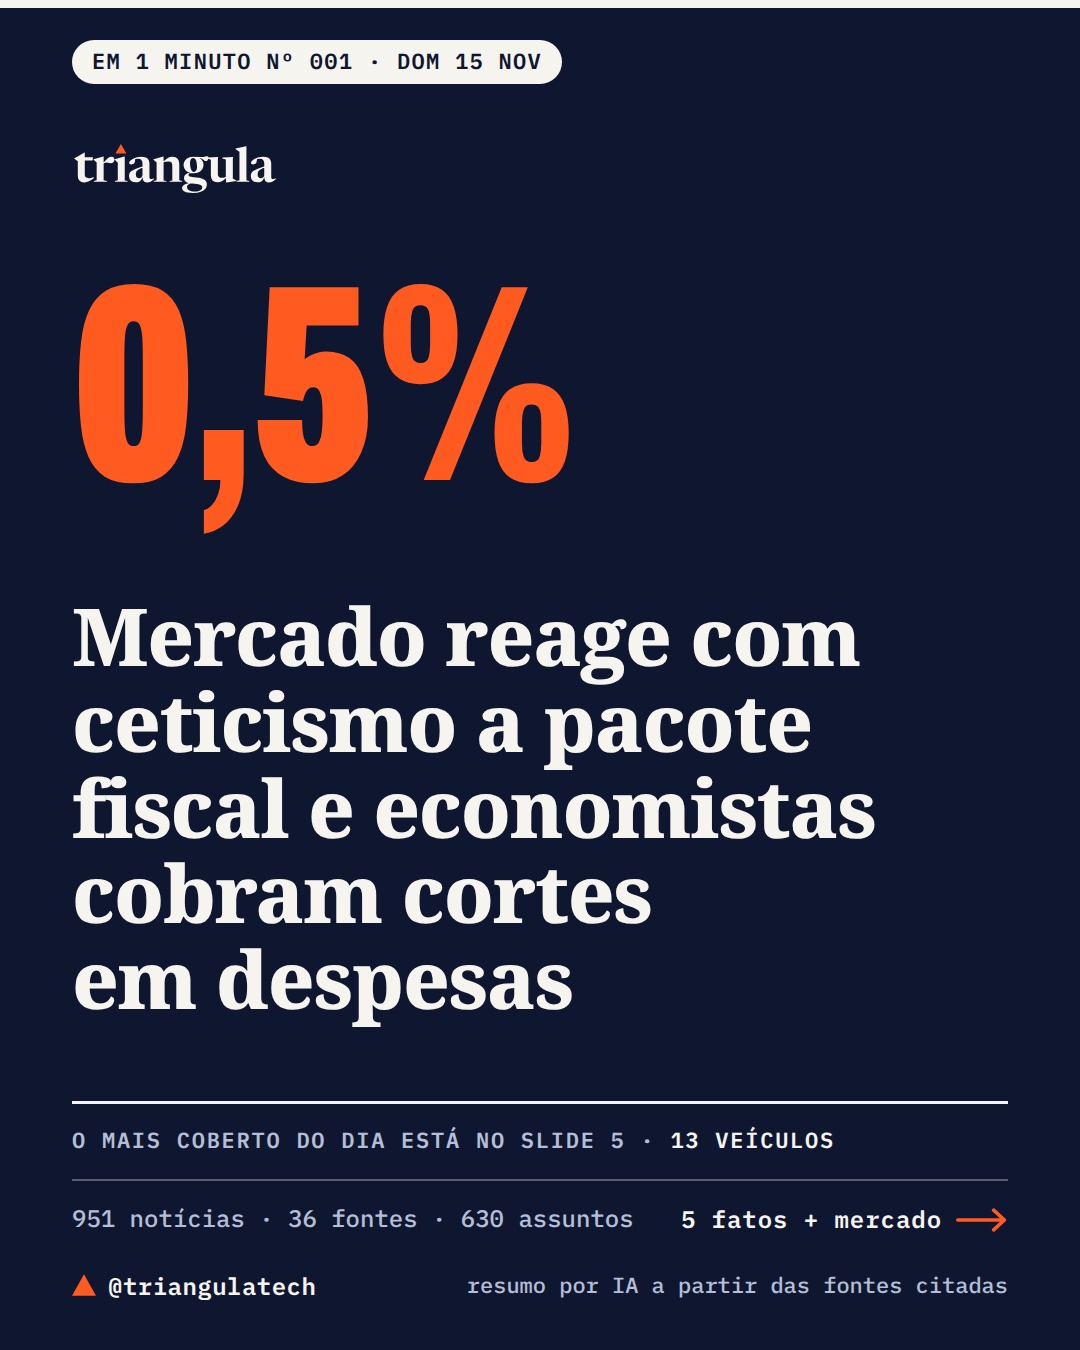 EM 1 MINUTO Nº 001 · DOM 15 NOV
triangula
0,5%
Mercado reage com
ceticismo a pacote
fiscal e economistas
cobram cortes
em despesas
O MAIS COBERTO DO DIA ESTÁ NO SLIDE 5 · 13 VEÍCULOS
951 notícias · 36 fontes · 630 assuntos 5 fatos + mercado →
@triangulatech resumo por IA a partir das fontes citadas